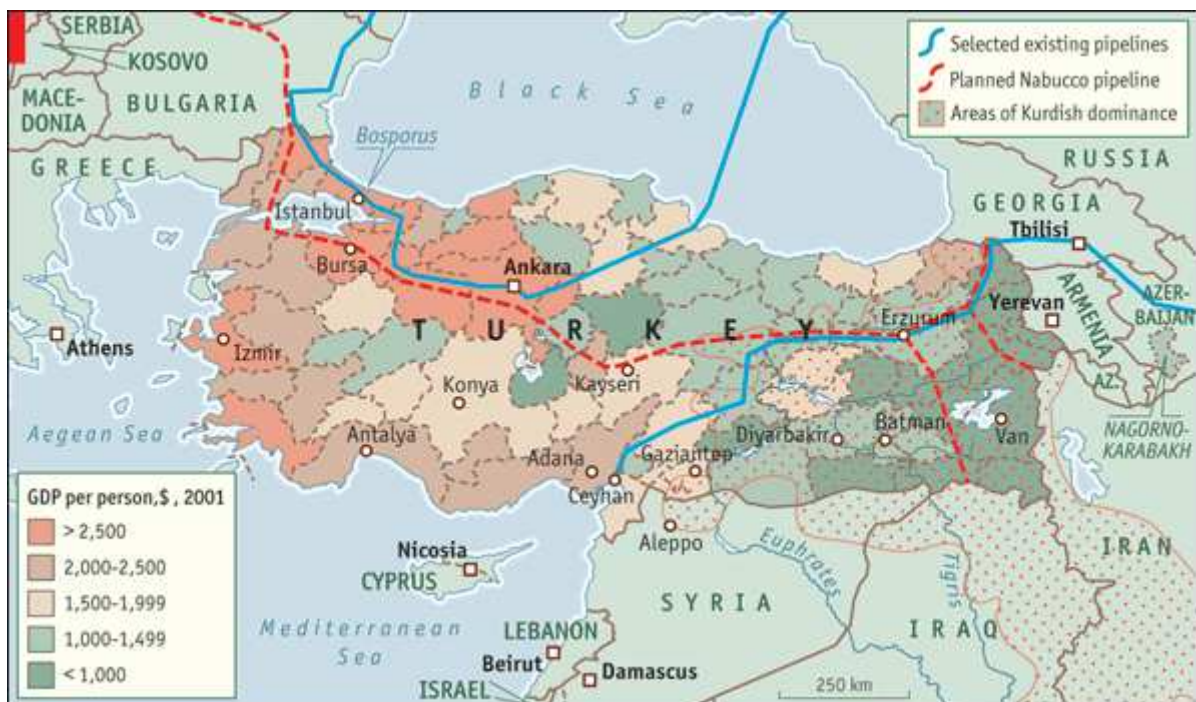 SERBIA
KOSOVO
MACE-
DONIA
BULGARIA
GREECE
Black Sea
Bosporus
Selected existing pipelines
Planned Nabucco pipeline
Areas of Kurdish dominance
RUSSIA
GEORGIA
Tbilisi
Istanbul
Bursa
Ankara
Yerevan
ARMENIA
AZER-
BAIJAN
AZ.
Erzurum
TURKEY
Athens
Izmir
Kayseri
Konya
NAGORNO-
KARABAKH
Aegean Sea
Antalya
Adana
Ceyhan
Gaziantep
Diyarbakir
Batman
Van
GDP per person,$, 2001
> 2,500
2,000-2,500
1,500-1,999
1,000-1,499
< 1,000
Nicosia
CYPRUS
Aleppo
Euphrates
Tigris
IRAN
SYRIA
IRAQ
Mediterranean
Sea
LEBANON
Beirut
Damascus
ISRAEL
250 km